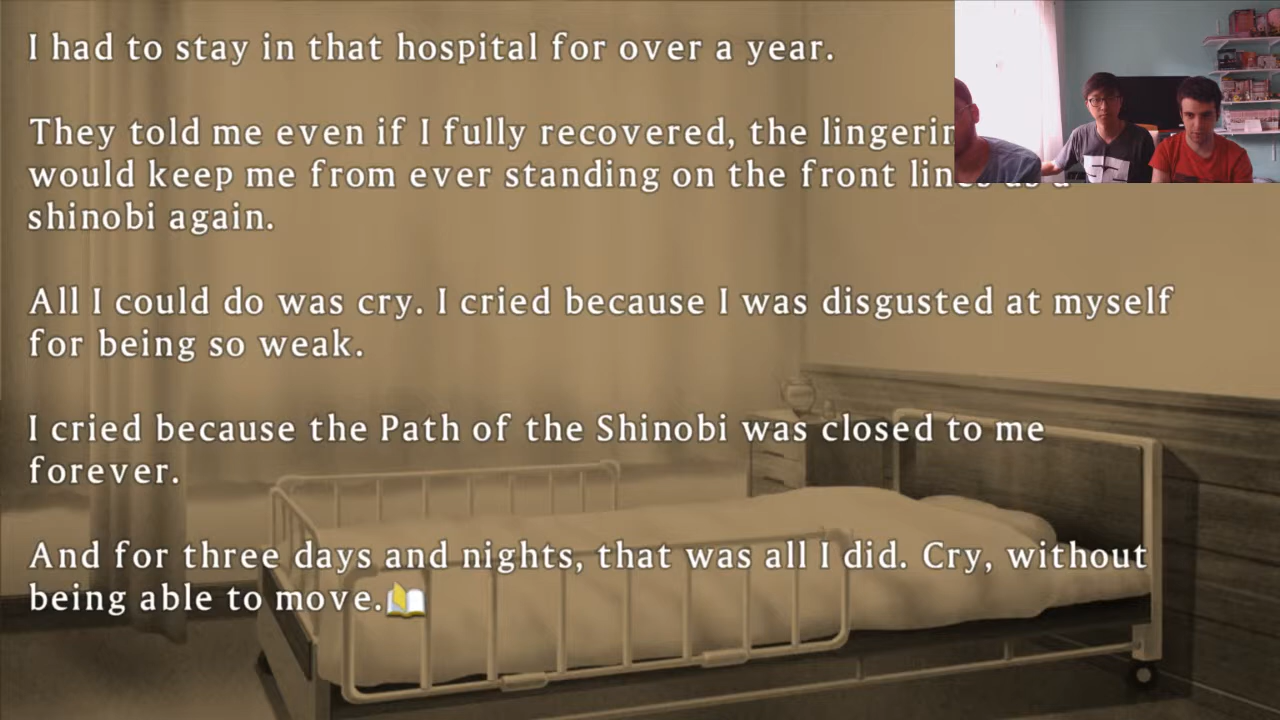 I had to stay in that hospital for over a year.
They told me even if I fully recovered, the
would keep me from ever standing on the front
shinobi again.
All I could do was cry. I cried because I was disgusted at myself
for being so weak.
I cried because the Path of the Shinobi was closed to me
forever.
And for three days and nights, that was all I did. Cry, without
being able to move.